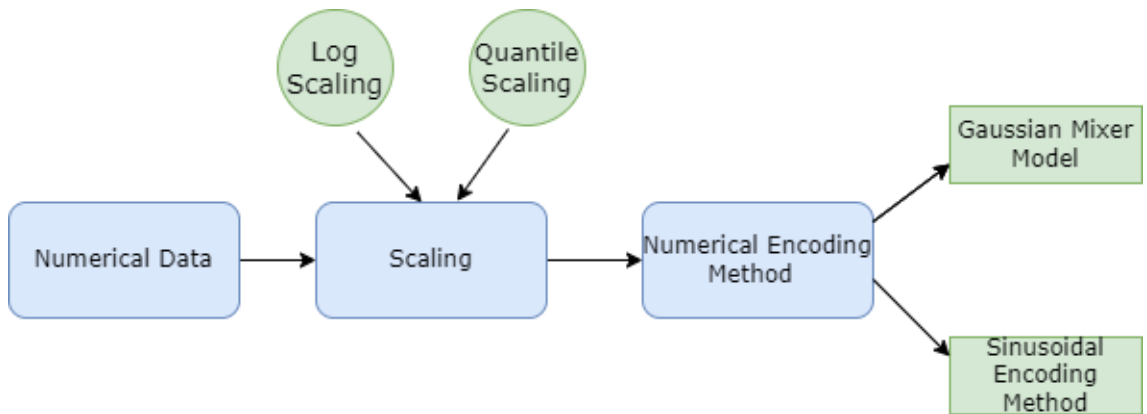 Log
Scaling
Quantile
Scaling
Gaussian Mixer
Model
Numerical Data
Scaling
Numerical Encoding
Method
Sinusoidal
Encoding
Method